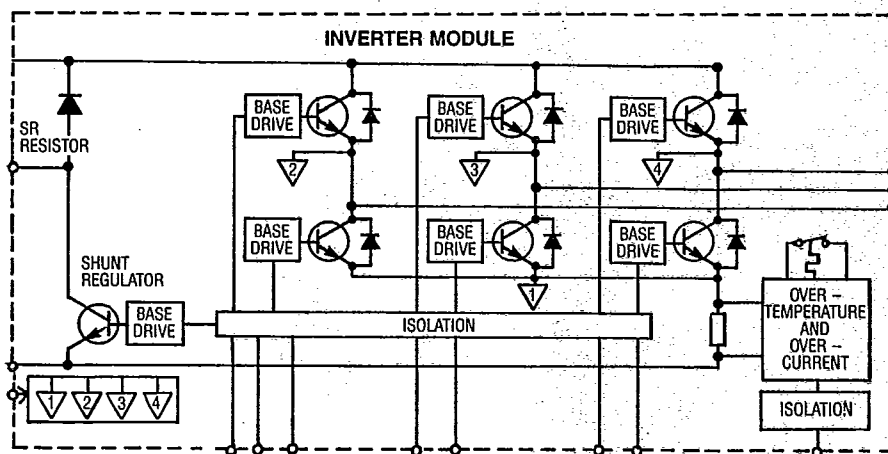 INVERTER MODULE
SR
RESISTOR
BASE
DRIVE
BASE
DRIVE
BASE
DRIVE
2
3
4
BASE
DRIVE
BASE
DRIVE
BASE
DRIVE
SHUNT
REGULATOR
1
BASE
DRIVE
ISOLATION
OVER –
TEMPERATURE
AND
OVER –
CURRENT
1
2
3
4
ISOLATION